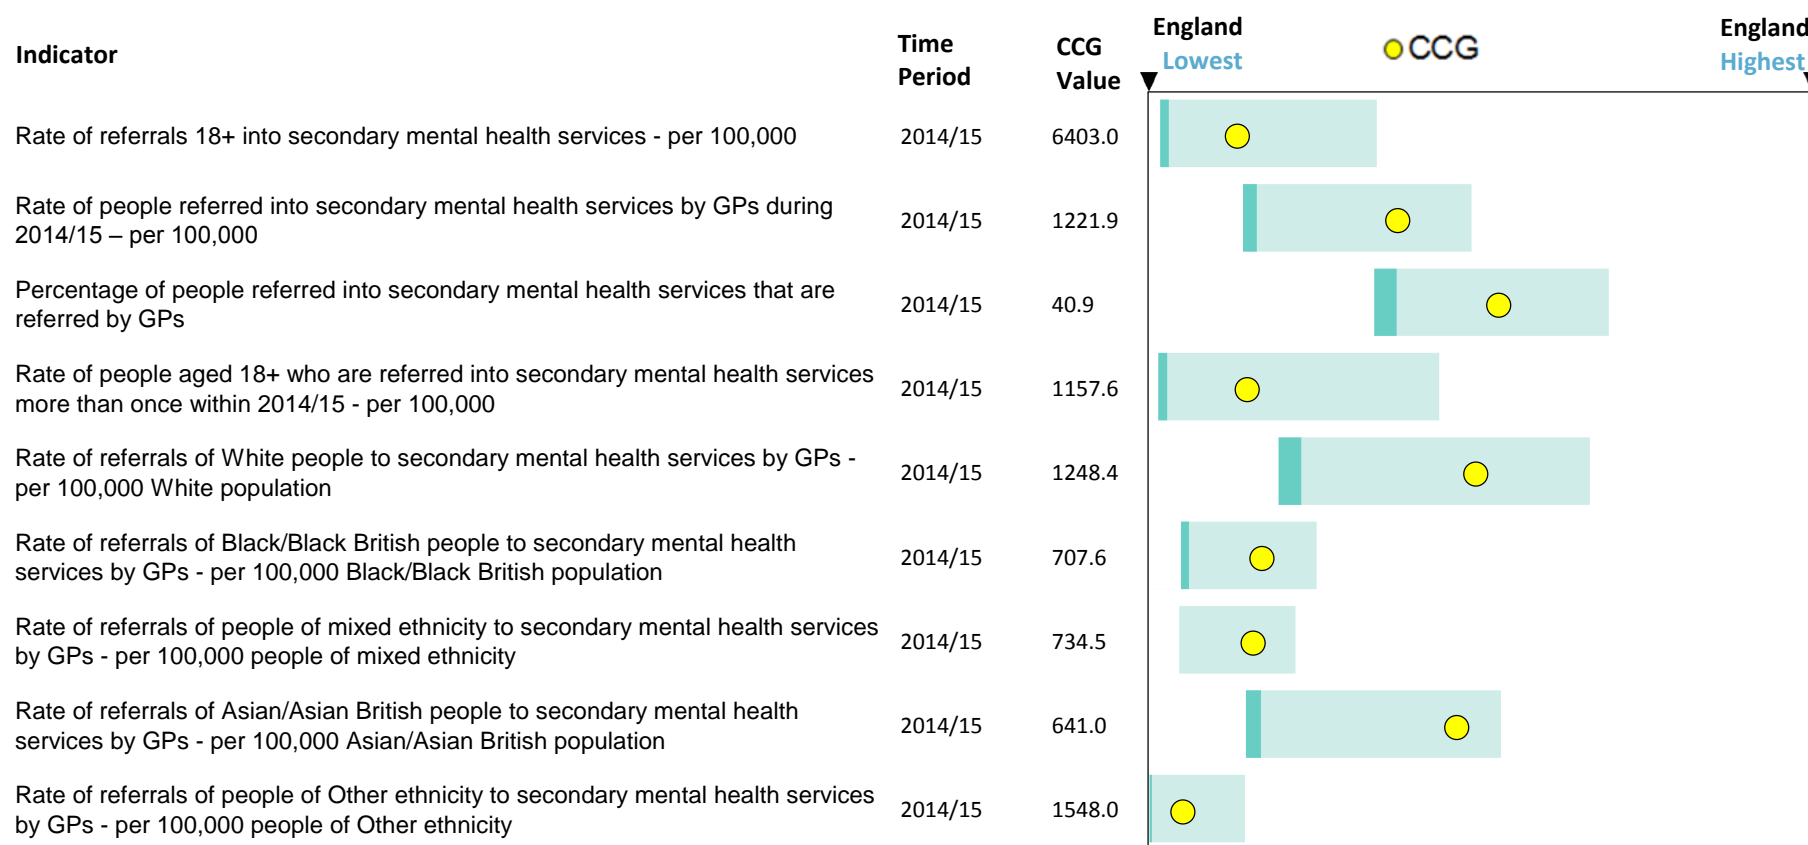 Indicator
Time Period
CCG Value
England Lowest
CCG
England Highest
Rate of referrals 18+ into secondary mental health services - per 100,000
2014/15
6403.0
Rate of people referred into secondary mental health services by GPs during
2014/15 – per 100,000
2014/15
1221.9
Percentage of people referred into secondary mental health services that are
referred by GPs
2014/15
40.9
Rate of people aged 18+ who are referred into secondary mental health services
more than once within 2014/15 - per 100,000
2014/15
1157.6
Rate of referrals of White people to secondary mental health services by GPs -
per 100,000 White population
2014/15
1248.4
Rate of referrals of Black/Black British people to secondary mental health
services by GPs - per 100,000 Black/Black British population
2014/15
707.6
Rate of referrals of people of mixed ethnicity to secondary mental health services
by GPs - per 100,000 people of mixed ethnicity
2014/15
734.5
Rate of referrals of Asian/Asian British people to secondary mental health
services by GPs - per 100,000 Asian/Asian British population
2014/15
641.0
Rate of referrals of people of Other ethnicity to secondary mental health services
by GPs - per 100,000 people of Other ethnicity
2014/15
1548.0